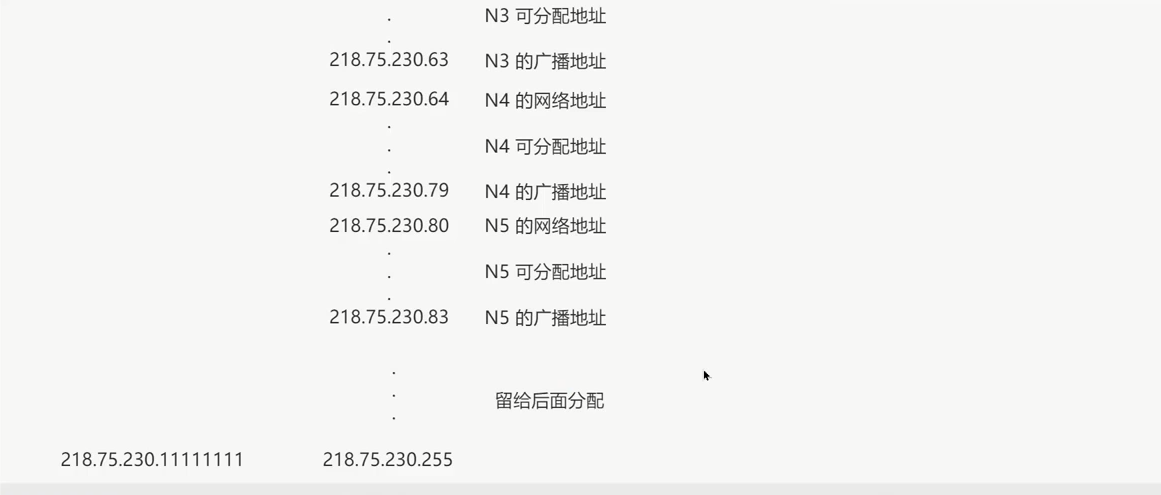 N3 可分配地址
218.75.230.63 N3 的广播地址
218.75.230.64 N4 的网络地址
N4 可分配地址
218.75.230.79 N4 的广播地址
218.75.230.80 N5 的网络地址
N5 可分配地址
218.75.230.83 N5 的广播地址
留给后面分配
218.75.230.11111111 218.75.230.255